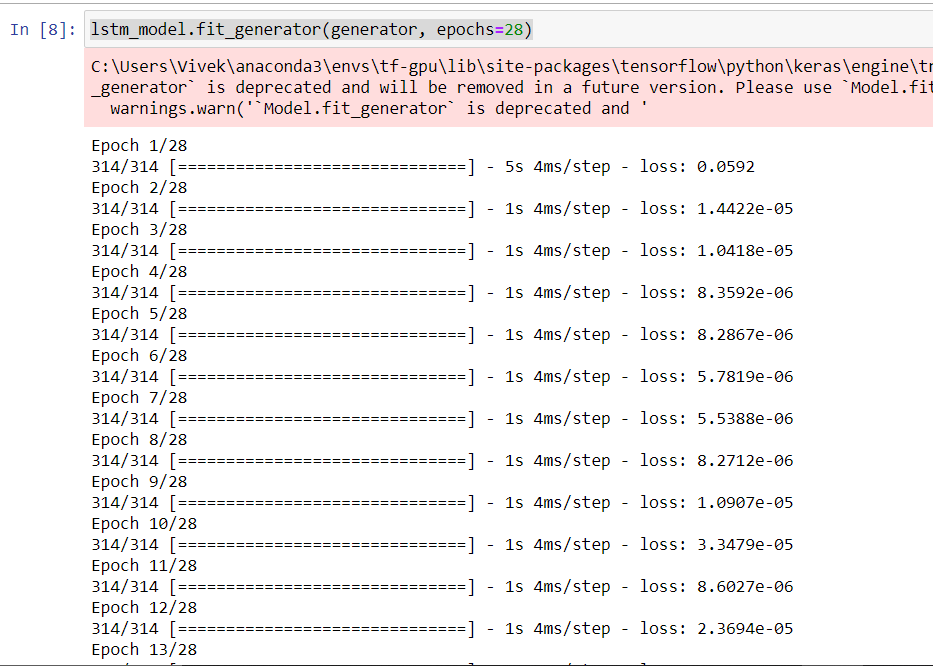 In [8]: lstm_model.fit_generator(generator, epochs=28)
C:\Users\Vivek\anaconda3\envs\tf-gpu\lib\site-packages\tensorflow\python\keras\engine\tr
_generator` is deprecated and will be removed in a future version. Please use `Model.fit
warnings.warn('`Model.fit_generator` is deprecated and '
Epoch 1/28
314/314 [==============================] - 5s 4ms/step - loss: 0.0592
Epoch 2/28
314/314 [==============================] - 1s 4ms/step - loss: 1.4422e-05
Epoch 3/28
314/314 [==============================] - 1s 4ms/step - loss: 1.0418e-05
Epoch 4/28
314/314 [==============================] - 1s 4ms/step - loss: 8.3592e-06
Epoch 5/28
314/314 [==============================] - 1s 4ms/step - loss: 8.2867e-06
Epoch 6/28
314/314 [==============================] - 1s 4ms/step - loss: 5.7819e-06
Epoch 7/28
314/314 [==============================] - 1s 4ms/step - loss: 5.5388e-06
Epoch 8/28
314/314 [==============================] - 1s 4ms/step - loss: 8.2712e-06
Epoch 9/28
314/314 [==============================] - 1s 4ms/step - loss: 1.0907e-05
Epoch 10/28
314/314 [==============================] - 1s 4ms/step - loss: 3.3479e-05
Epoch 11/28
314/314 [==============================] - 1s 4ms/step - loss: 8.6027e-06
Epoch 12/28
314/314 [==============================] - 1s 4ms/step - loss: 2.3694e-05
Epoch 13/28